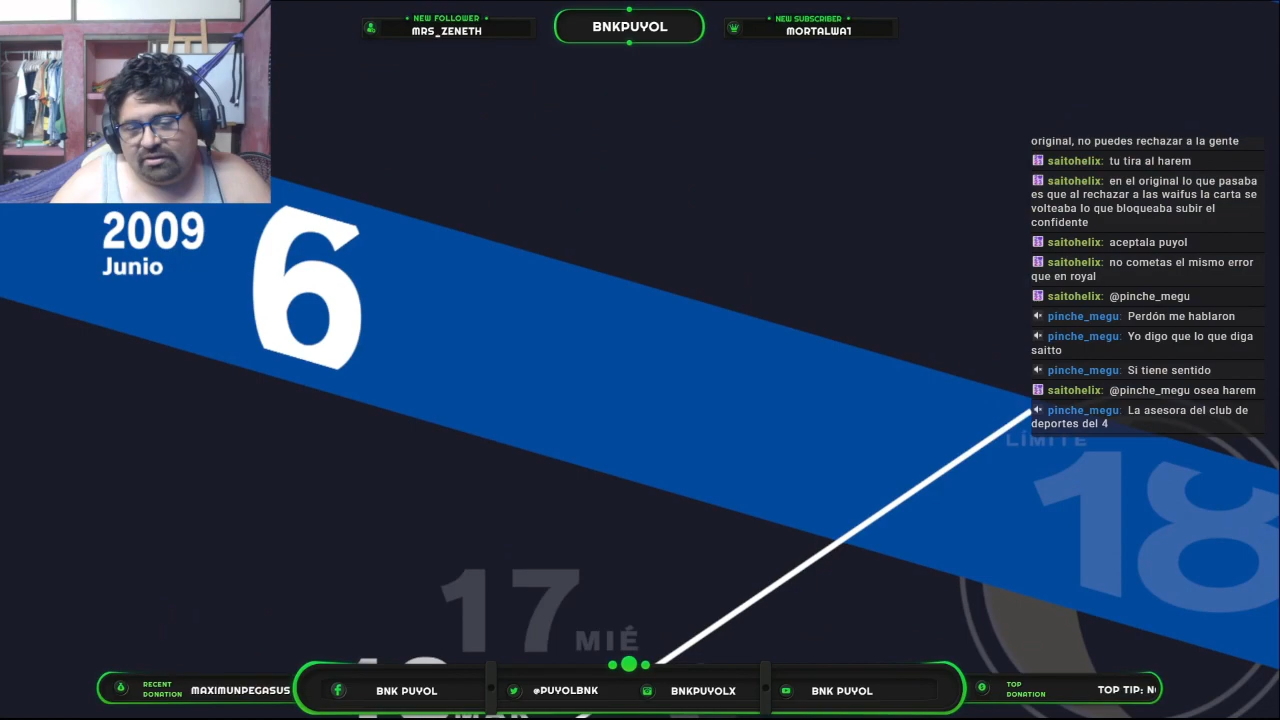 NEW FOLLOWER
MRS_ZENETH
BNKPUYOL
NEW SUBSCRIBER
MORTALWA1
original, no puedes rechazar a la gente
saitohelix: tu tira al harem
saitohelix: en el original lo que pasaba
es que al rechazar a las waifus la carta se
volteaba lo que bloqueaba subir el
confidente
saitohelix: aceptala puyol
saitohelix: no cometas el mismo error
que en royal
saitohelix: @pinche_megu
pinche_megu: Perdón me hablaron
pinche_megu: Yo digo que lo que diga
saitto
pinche_megu: Si tiene sentido
saitohelix: @pinche_megu osea harem
pinche_megu: La asesora del club de
deportes del 4
2009
Junio
6
LÍMITE
18
17 MIÉ
RECENT
DONATION
MAXIMUNPEGASUS
BNK PUYOL
@PUYOLBNK
BNKPUYOLX
BNK PUYOL
TOP
DONATION
TOP TIP: